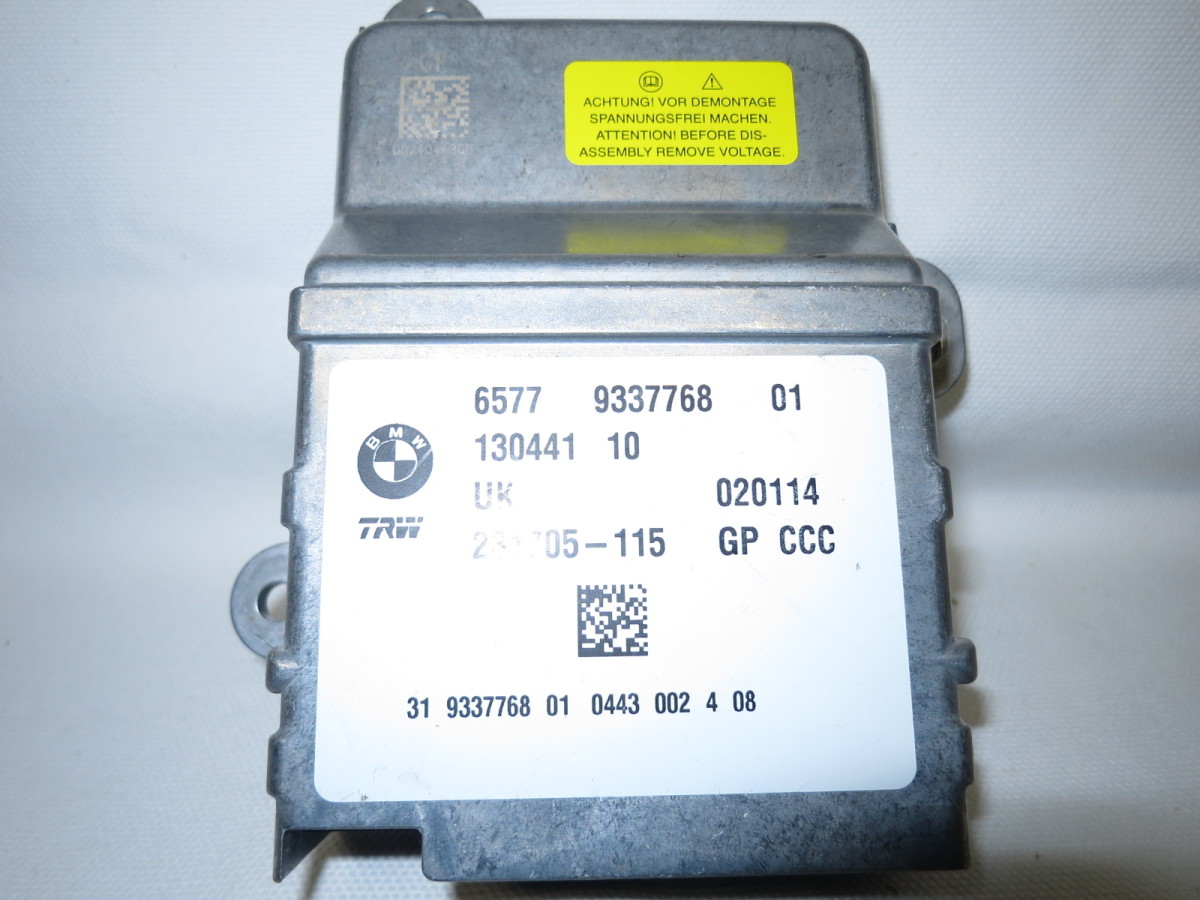 ACHTUNG! VOR DEMONTAGE
SPANNUNGSFREI MACHEN.
ATTENTION! BEFORE DIS-
ASSEMBLY REMOVE VOLTAGE.
6577 9337768 01
130441 10
BMW
UK 020114
TRW
GP CCC
31 9337768 01 0443 002 4 08